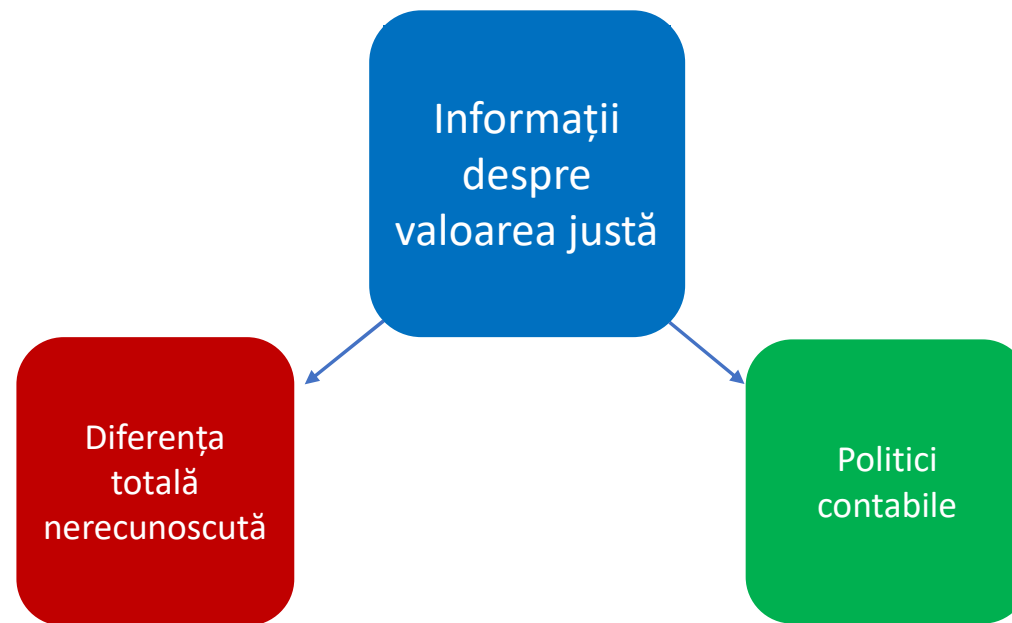 Informații
despre
valoarea justă
Diferența
totală
nerecunoscută
Politici
contabile